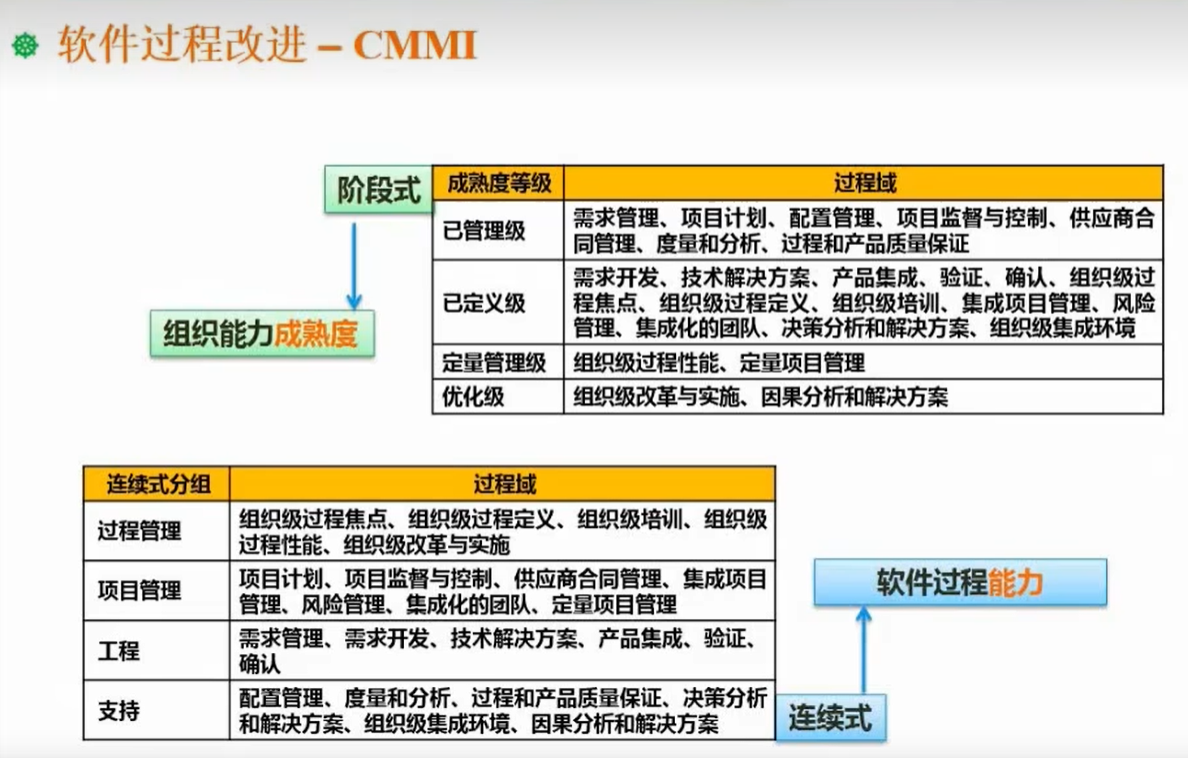 软件过程改进 – CMMI
阶段式
成熟度等级 过程域
已管理级
需求管理、项目计划、配置管理、项目监督与控制、供应商合
同管理、度量和分析、过程和产品质量保证
已定义级
需求开发、技术解决方案、产品集成、验证、确认、组织级过
程焦点、组织级过程定义、组织级培训、集成项目管理、风险
管理、集成化的团队、决策分析和解决方案、组织级集成环境
定量管理级 组织级过程性能、定量项目管理
优化级 组织级改革与实施、因果分析和解决方案
组织能力成熟度
连续式分组 过程域
过程管理
组织级过程焦点、组织级过程定义、组织级培训、组织级
过程性能、组织级改革与实施
项目管理
项目计划、项目监督与控制、供应商合同管理、集成项目
管理、风险管理、集成化的团队、定量项目管理
工程
需求管理、需求开发、技术解决方案、产品集成、验证、
确认
支持
配置管理、度量和分析、过程和产品质量保证、决策分析
和解决方案、组织级集成环境、因果分析和解决方案
软件过程能力
连续式